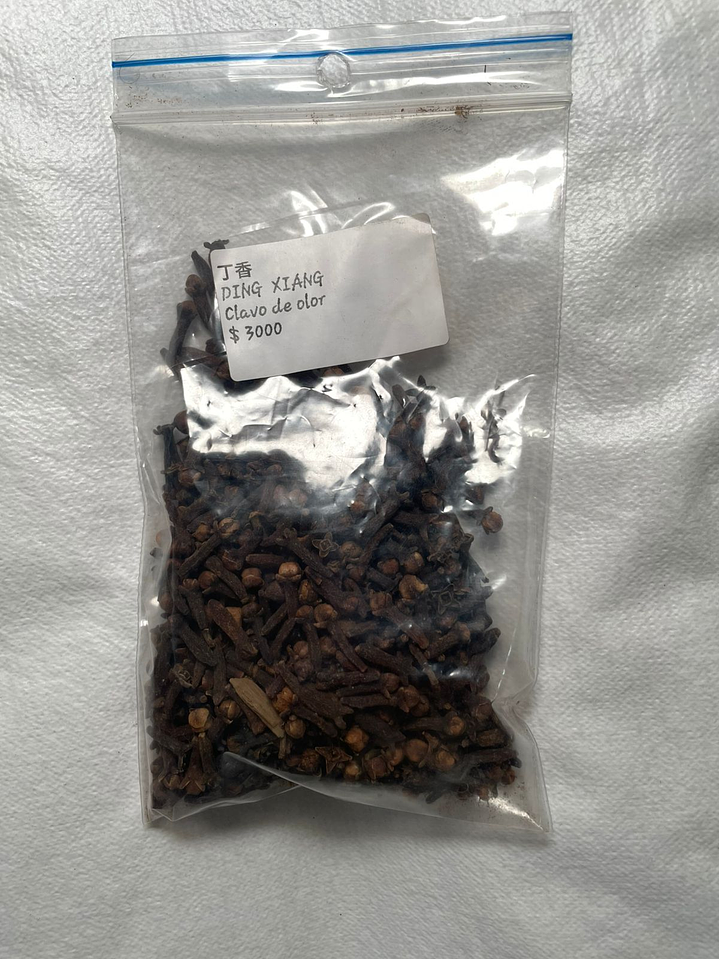 丁香
DING XIANG
Clavo de olor
$ 3000